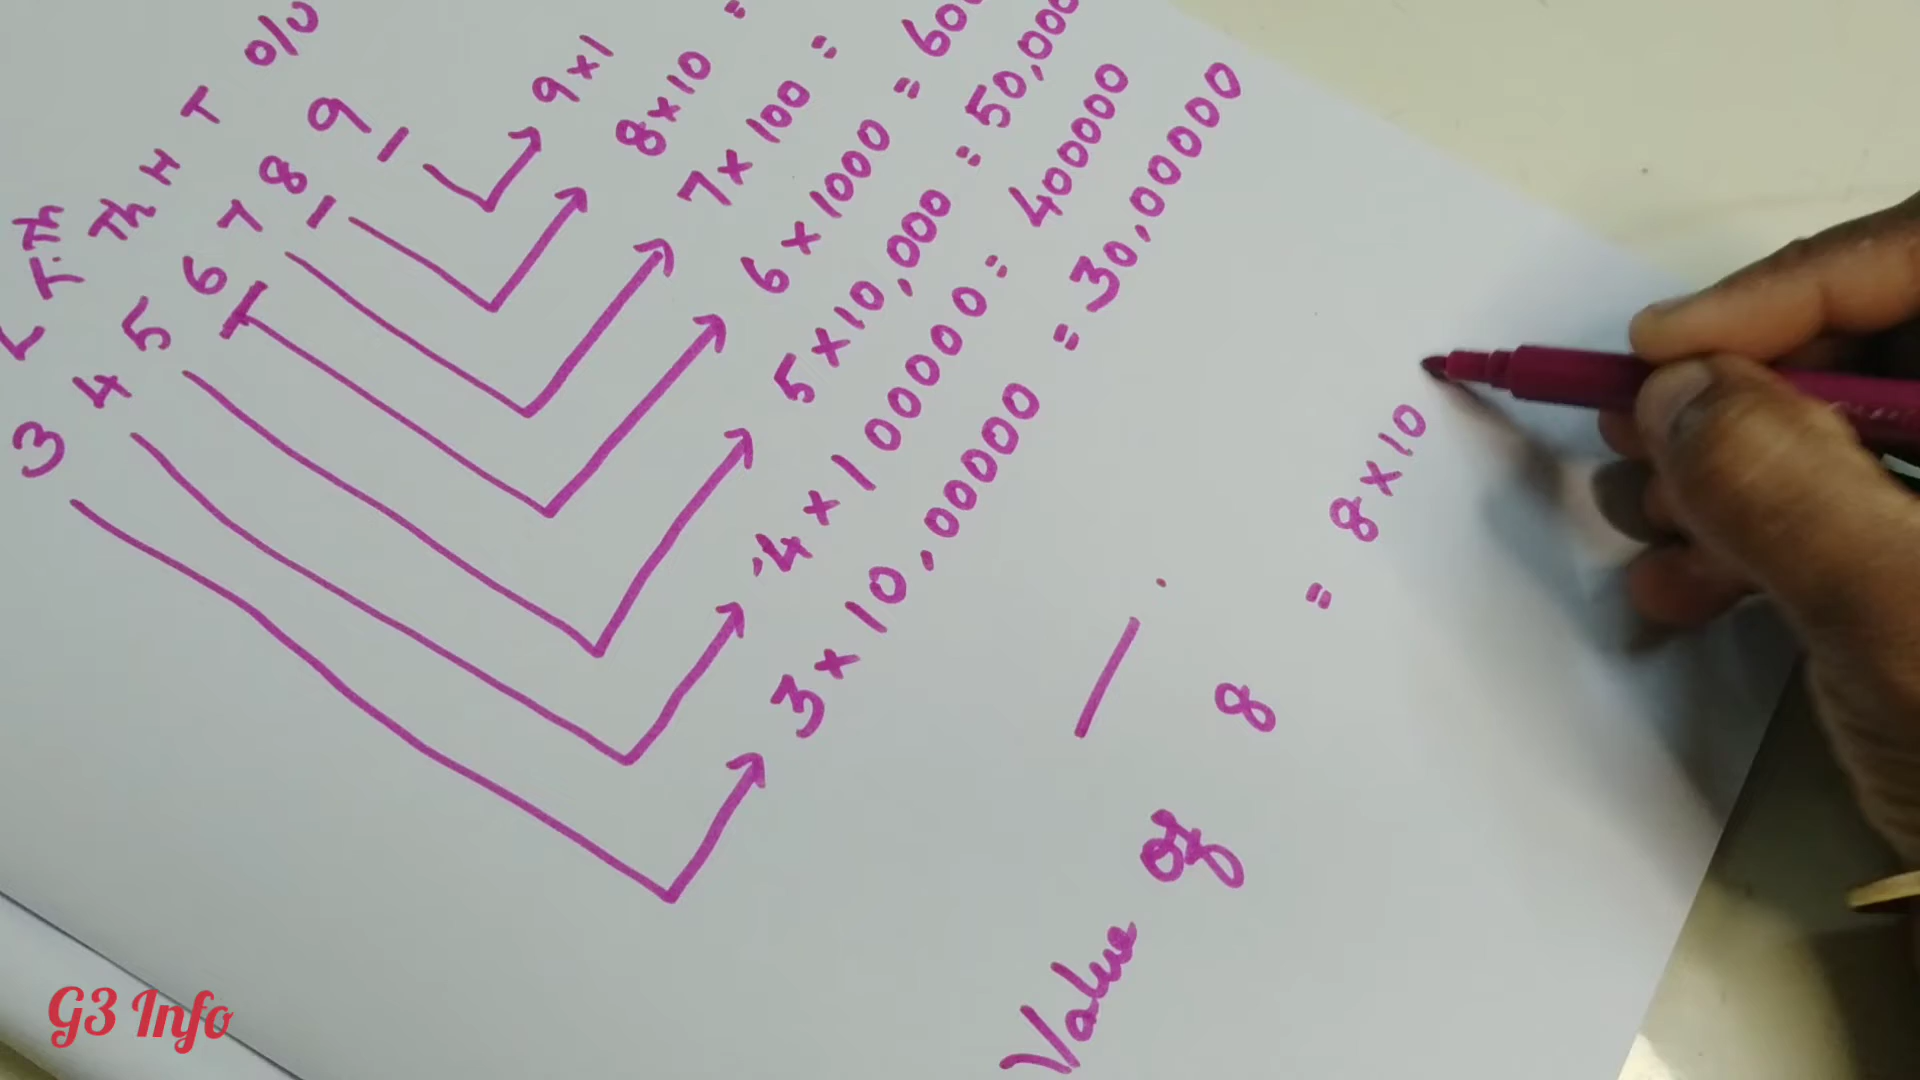 L T.Th Th H T O/U
3 4 5 6 7 8 9
9×1
8×10 =
7×100 =
6×1000 = 600
5×10,000 = 50,000
4×100000 = 400000
3×10,00000 = 30,00000
Value of 8 = 8×10
G3 Info